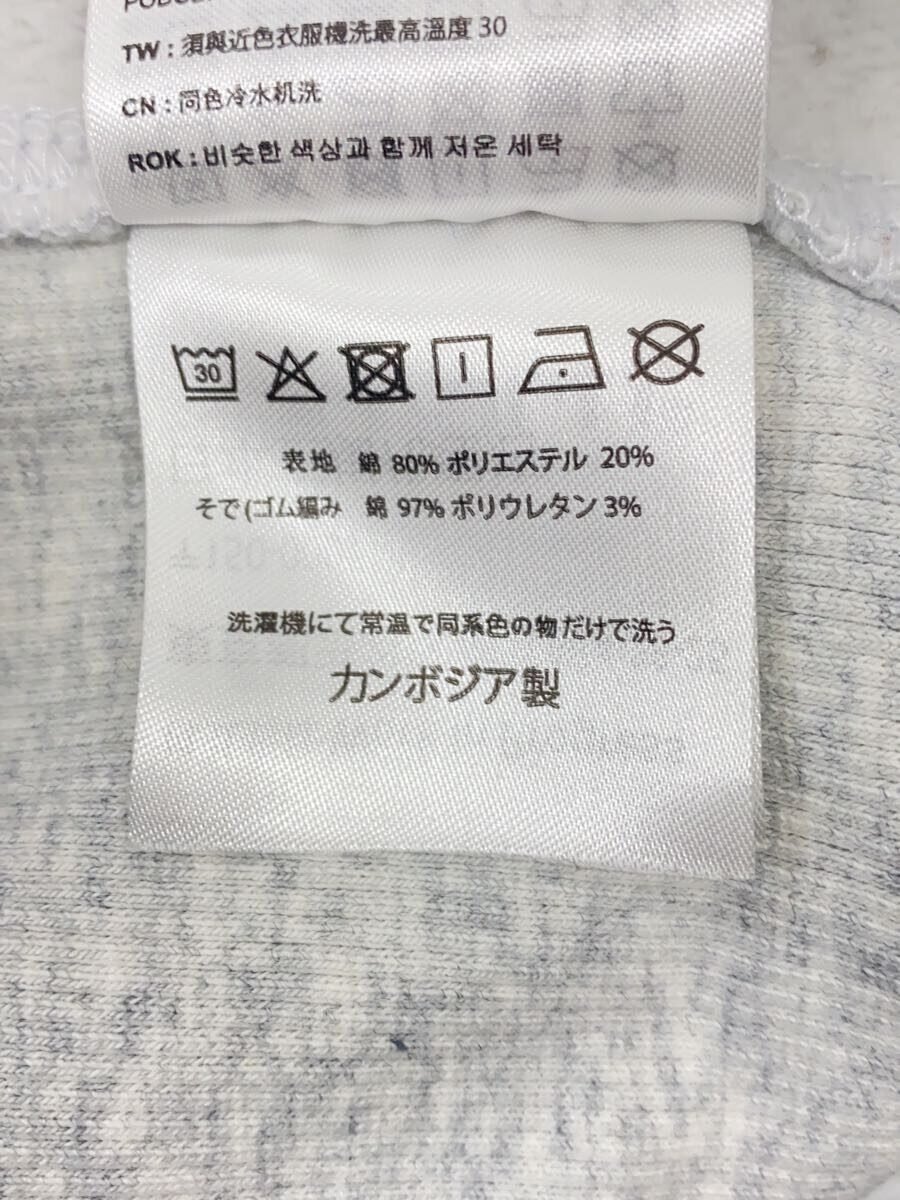 TW : 須與近色衣服機洗最高溫度 30
CN : 同色冷水机洗
ROK : 비슷한 색상과 함께 저온 세탁
30
表地 綿 80% ポリエステル 20%
そで(ゴム編み 綿 97% ポリウレタン 3%
洗濯機にて常温で同系色の物だけで洗う
カンボジア製